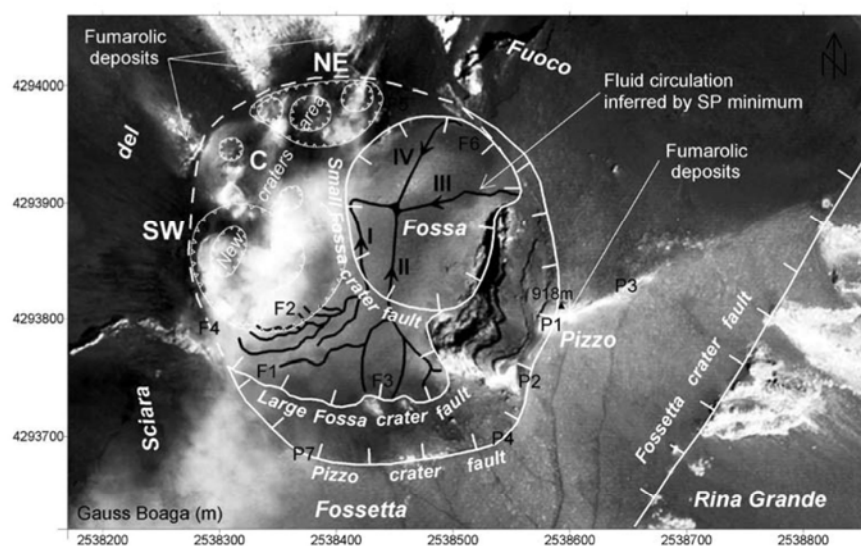 Fumarolic
deposits
NE
Fuoco
4294000
area
Fluid circulation
inferred by SP minimum
del
C
craters
IV
F6
Fumarolic
deposits
4293900
SW
New
III
Fossa
I
II
Small Fossa crater fault
918m
P3
F2
4293800
F4
P1
Pizzo
F1
F3
P2
Large Fossa crater fault
Fossetta crater fault
Sciara
4293700
P7
P4
Pizzo crater fault
Rina Grande
Gauss Boaga (m)
Fossetta
2538200 2538300 2538400 2538500 2538600 2538700 2538800